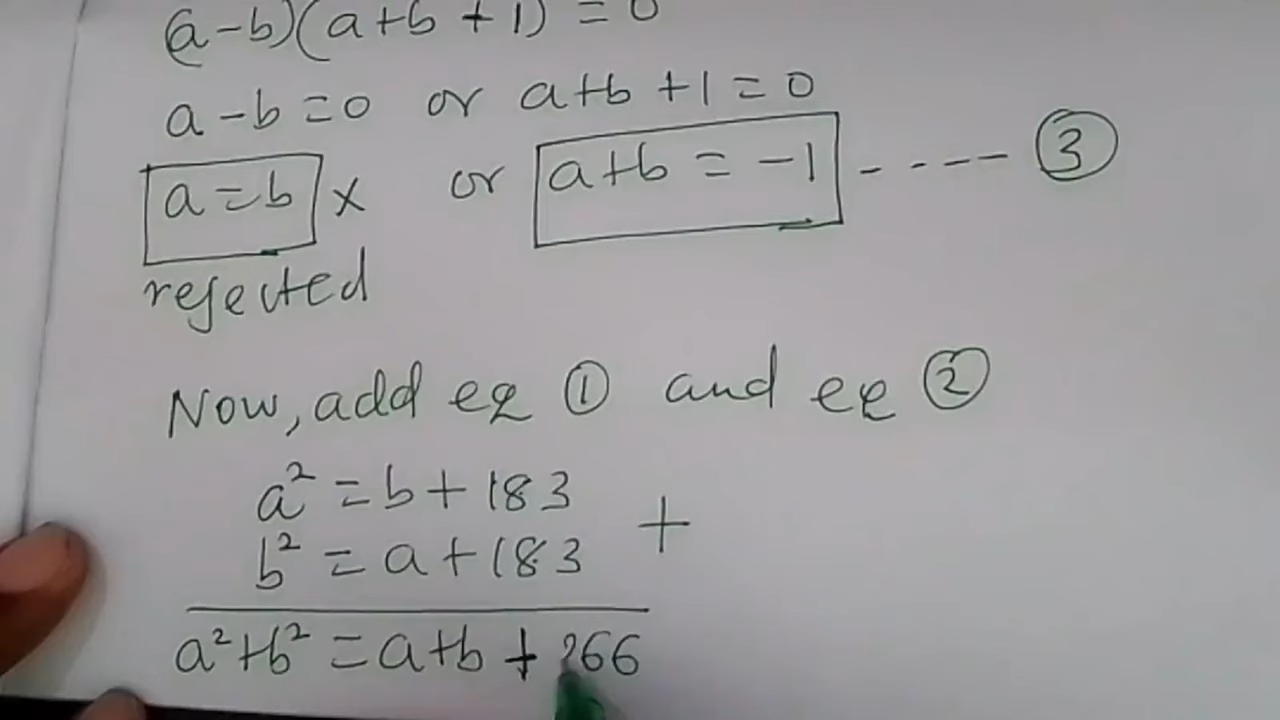 (a-b)(a+b+1) = 0
a-b=0 or a+b+1=0
a=b x or a+b = -1 ---- ③
rejected
Now, add eq ① and eq ②
a² = b+183
b² = a+183 +
a²+b² = a+b+366